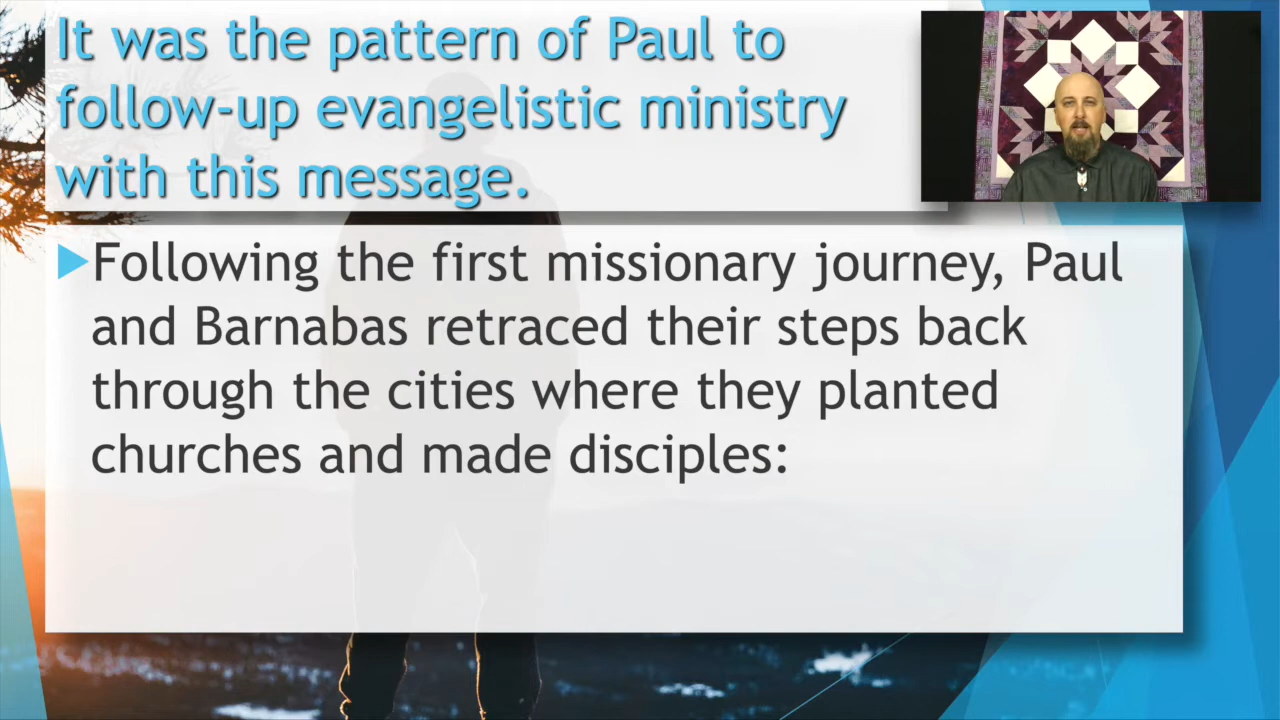 It was the pattern of Paul to
follow-up evangelistic ministry
with this message.
Following the first missionary journey, Paul
and Barnabas retraced their steps back
through the cities where they planted
churches and made disciples: